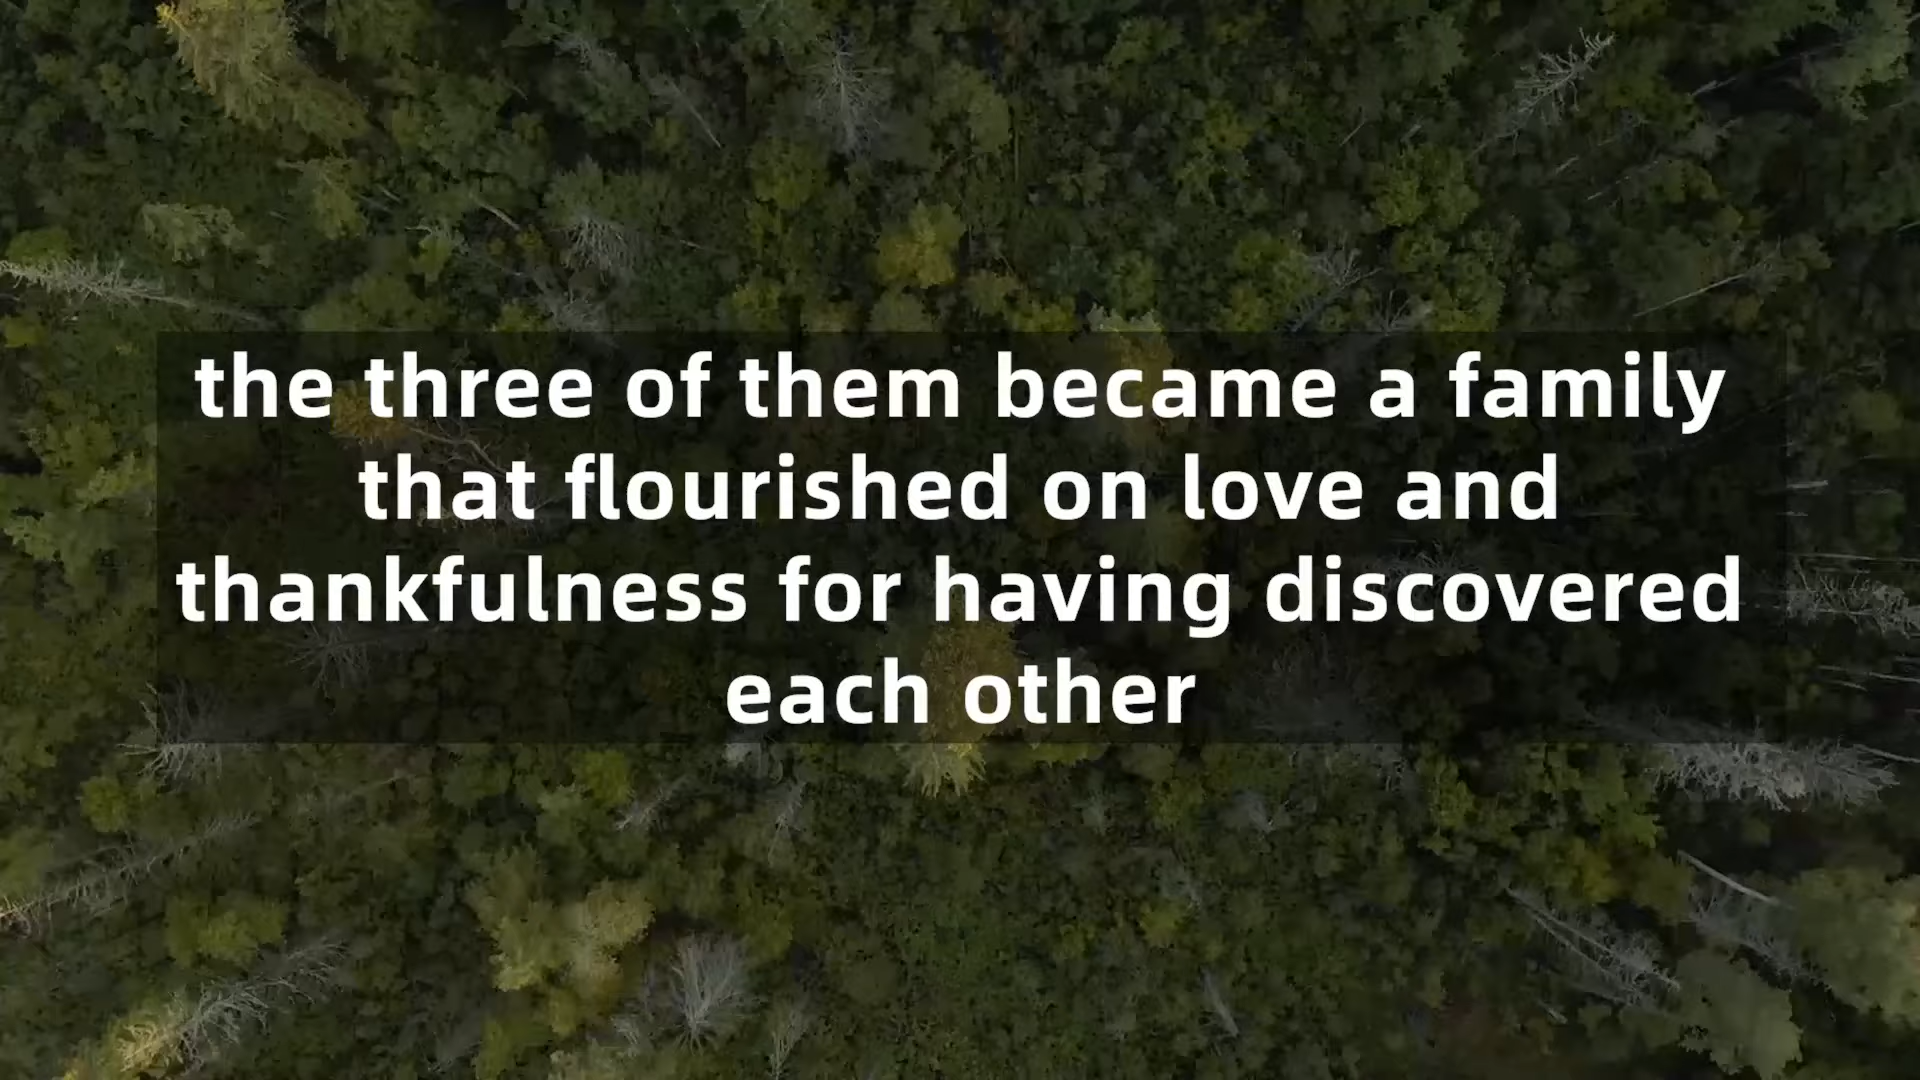 the three of them became a family
that flourished on love and
thankfulness for having discovered
each other